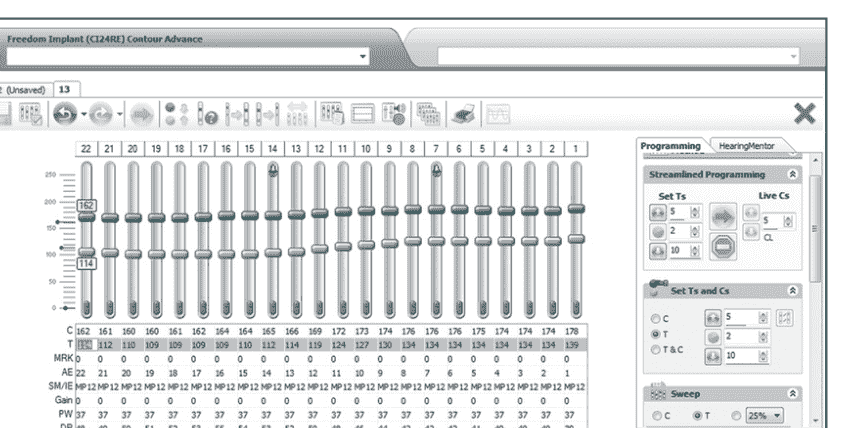 Freedom Implant (CI24RE) Contour Advance
(Unsaved) 13
Programming HearingMentor
22 21 20 19 18 17 16 15 14 13 12 11 10 9 8 7 6 5 4 3 2 1
Streamlined Programming
Set Ts Live Cs
5
2 5
10 CL
250
200
150
100
50
0
162
114
Set Ts and Cs
C 5
T 2
T & C 10
C 162 161 160 160 161 162 164 164 165 166 169 172 173 174 176 176 176 175 174 174 174 178
T 112 110 109 109 109 109 110 112 114 119 124 127 130 134 134 134 134 134 134 134 139
MRK 0 0 0 0 0 0 0 0 0 0 0 0 0 0 0 0 0 0 0 0 0 0
AE 22 21 20 19 18 17 16 15 14 13 12 11 10 9 8 7 6 5 4 3 2 1
SM/IE MP12 MP12 MP12 MP12 MP12 MP12 MP12 MP12 MP12 MP12 MP12 MP12 MP12 MP12 MP12 MP12 MP12 MP12 MP12 MP12 MP12 MP12
Gain 0 0 0 0 0 0 0 0 0 0 0 0 0 0 0 0 0 0 0 0 0 0
PW 37 37 37 37 37 37 37 37 37 37 37 37 37 37 37 37 37 37 37 37 37 37
Sweep
C T 25%